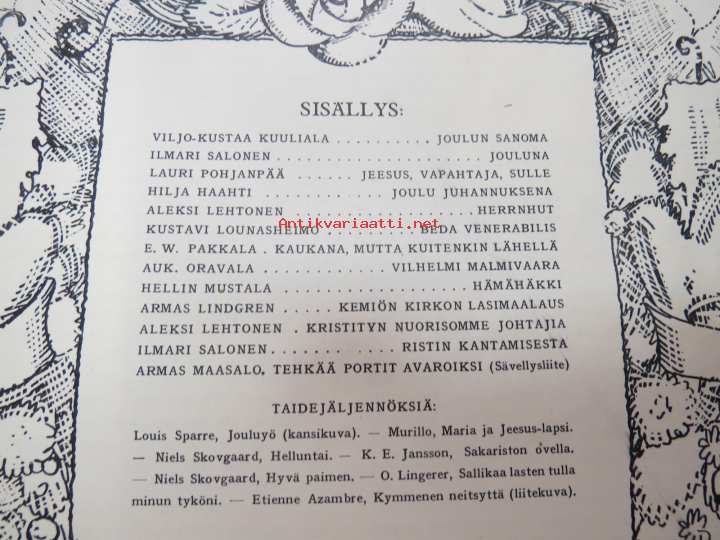 SISÄLLYS:
VILJO-KUSTAA KUULIALA . . . . . . . . . . JOULUN SANOMA
ILMARI SALONEN . . . . . . . . . . . . . . . . . . . . . . JOULUNA
LAURI POHJANPÄÄ . . . . . . JEESUS, VAPAHTAJA, SULLE
HILJA HAAHTI . . . . . . . . . . . . . JOULU JUHANNUKSENA
ALEKSI LEHTONEN . . . . . . . . . . . . . . . . . . . . HERRNHUT
Antikvariaatti.net
KUSTAVI LOUNASHEIMO . . . . . . . . . BEDA VENERABILIS
E. W. PAKKALA . KAUKANA, MUTTA KUITENKIN LÄHELLÄ
AUK. ORAVALA . . . . . . . . . . . . . VILHELMI MALMIVAARA
HELLIN MUSTALA . . . . . . . . . . . . . . . . . . . HÄMÄHÄKKI
ARMAS LINDGREN . . . . . KEMIÖN KIRKON LASIMAALAUS
ALEKSI LEHTONEN . KRISTITYN NUORISOMME JOHTAJIA
ILMARI SALONEN. . . . . . . . . . . . RISTIN KANTAMISESTA
ARMAS MAASALO. TEHKÄÄ PORTIT AVAROIKSI (Sävellysliite)
TAIDEJÄLJENNÖKSIÄ:
Louis Sparre, Jouluyö (kansikuva). — Murillo, Maria ja Jeesus-lapsi.
— Niels Skovgaard, Helluntai. — K. E. Jansson, Sakariston ovella.
— Niels Skovgaard, Hyvä paimen. — O. Lingerer, Sallikaa lasten tulla
minun tyköni. — Etienne Azambre, Kymmenen neitsyttä (liitekuva).